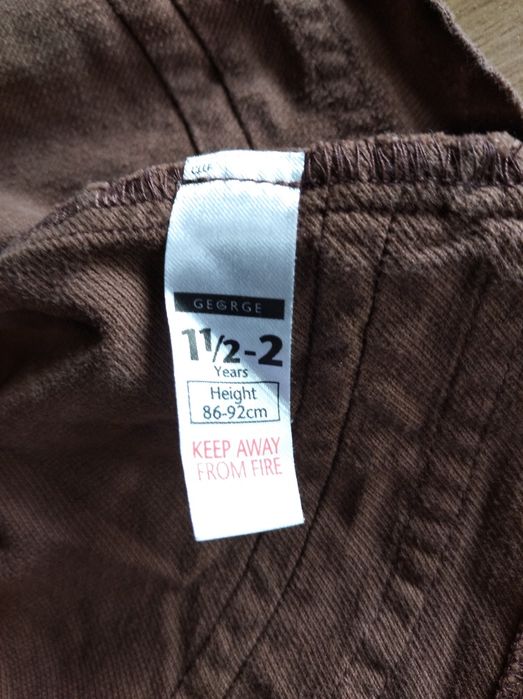 GEORGE
1½-2
Years
Height
86-92cm
KEEP AWAY
FROM FIRE